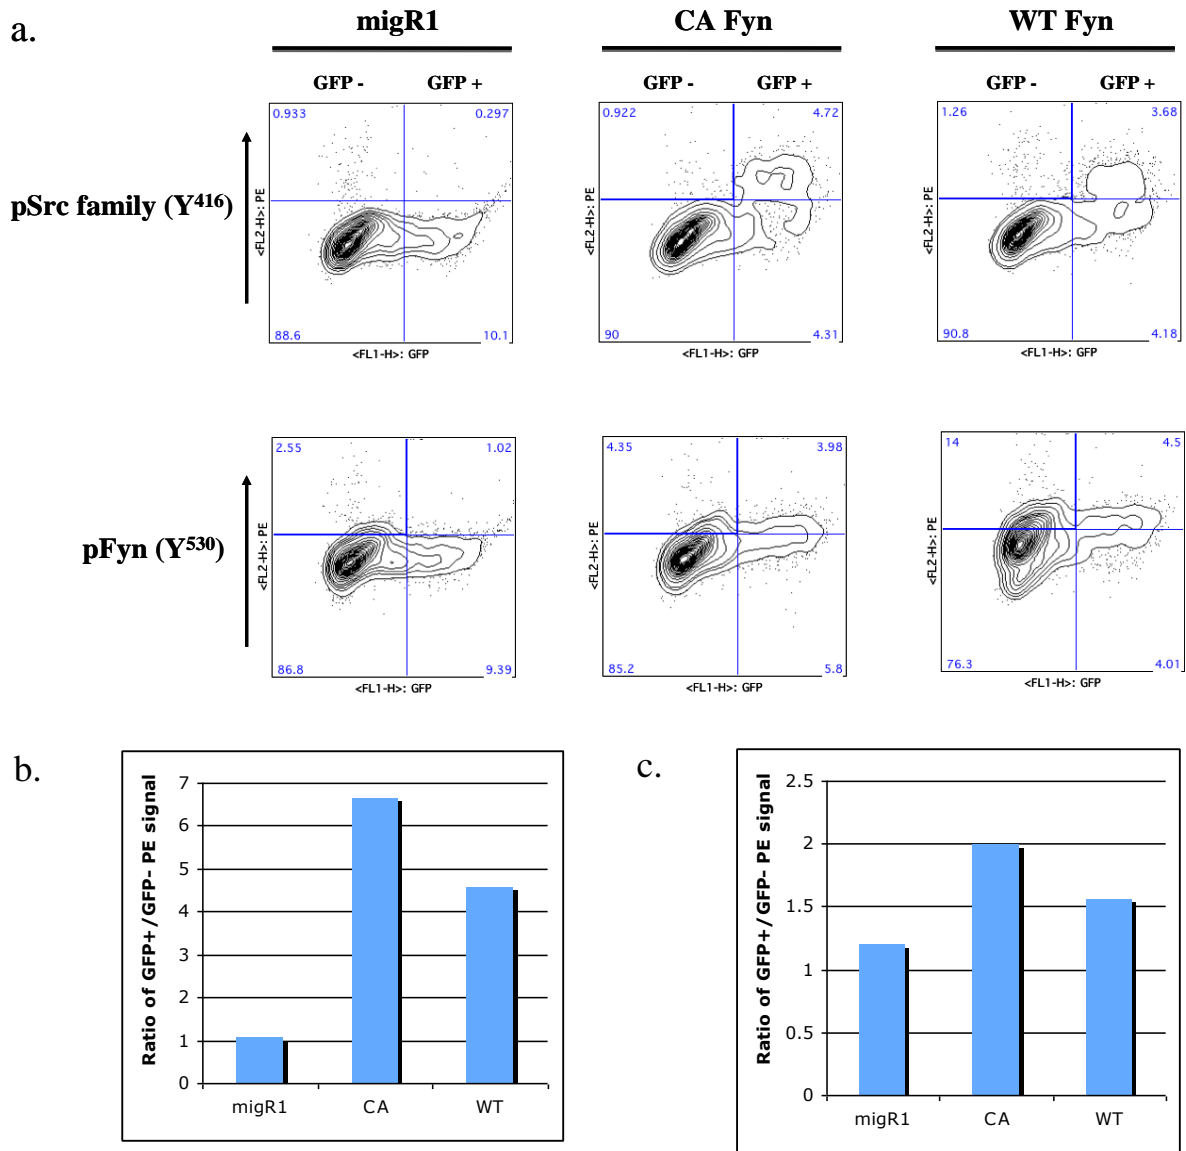 a.
migR1
CA Fyn
WT Fyn
GFP - GFP +
GFP - GFP +
GFP - GFP +
pSrc family (Y416)
0.933 0.297
88.6 10.1
<FL2-H>: PE
<FL1-H>: GFP
0.922 4.72
90 4.31
<FL2-H>: PE
<FL1-H>: GFP
1.26 3.68
90.8 4.18
<FL2-H>: PE
<FL1-H>: GFP
pFyn (Y530)
2.55 1.02
86.8 9.39
<FL2-H>: PE
<FL1-H>: GFP
4.35 3.98
85.2 5.8
<FL2-H>: PE
<FL1-H>: GFP
14 4.5
76.3 4.01
<FL2-H>: PE
<FL1-H>: GFP
b.
Ratio of GFP+/GFP- PE signal
7
6
5
4
3
2
1
0
migR1 CA WT
c.
Ratio of GFP+/GFP- PE signal
2.5
2
1.5
1
0.5
0
migR1 CA WT